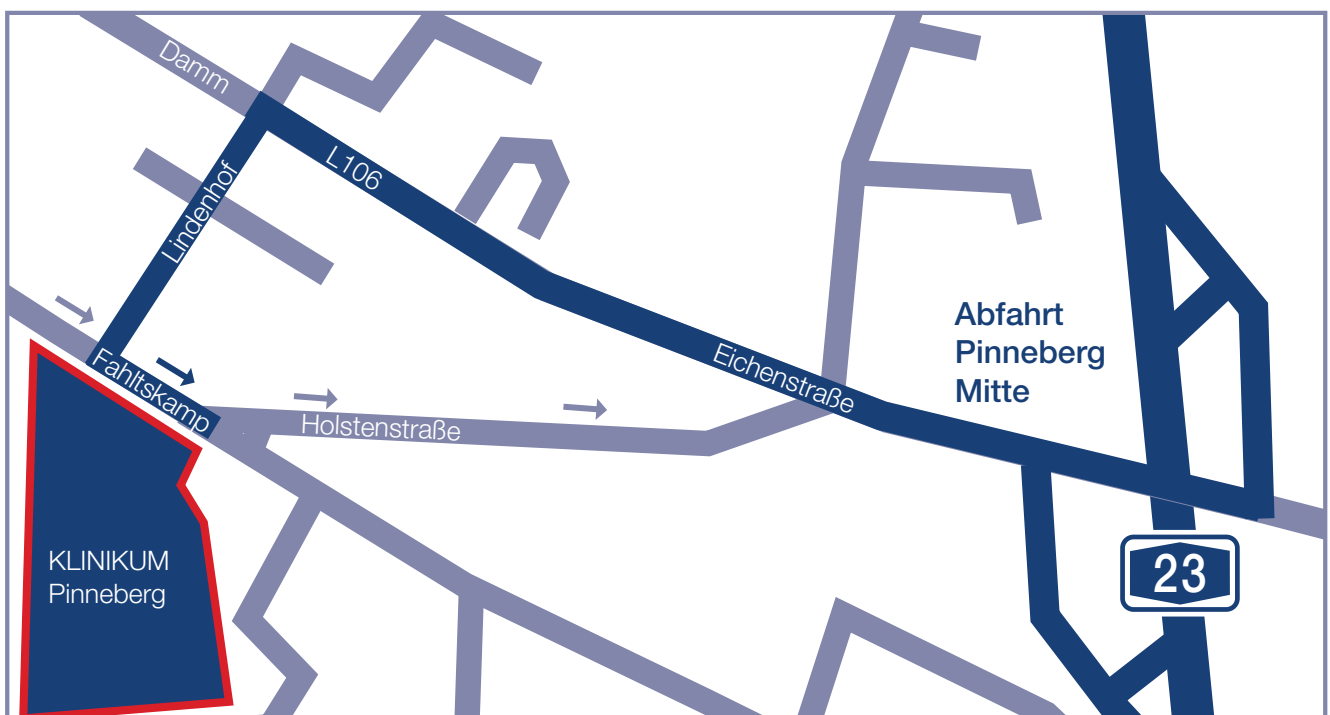 Damm
L106
Lindenhof
Abfahrt
Pinneberg
Mitte
Eichenstraße
Fahltskamp
Holstenstraße
KLINIKUM
Pinneberg
23